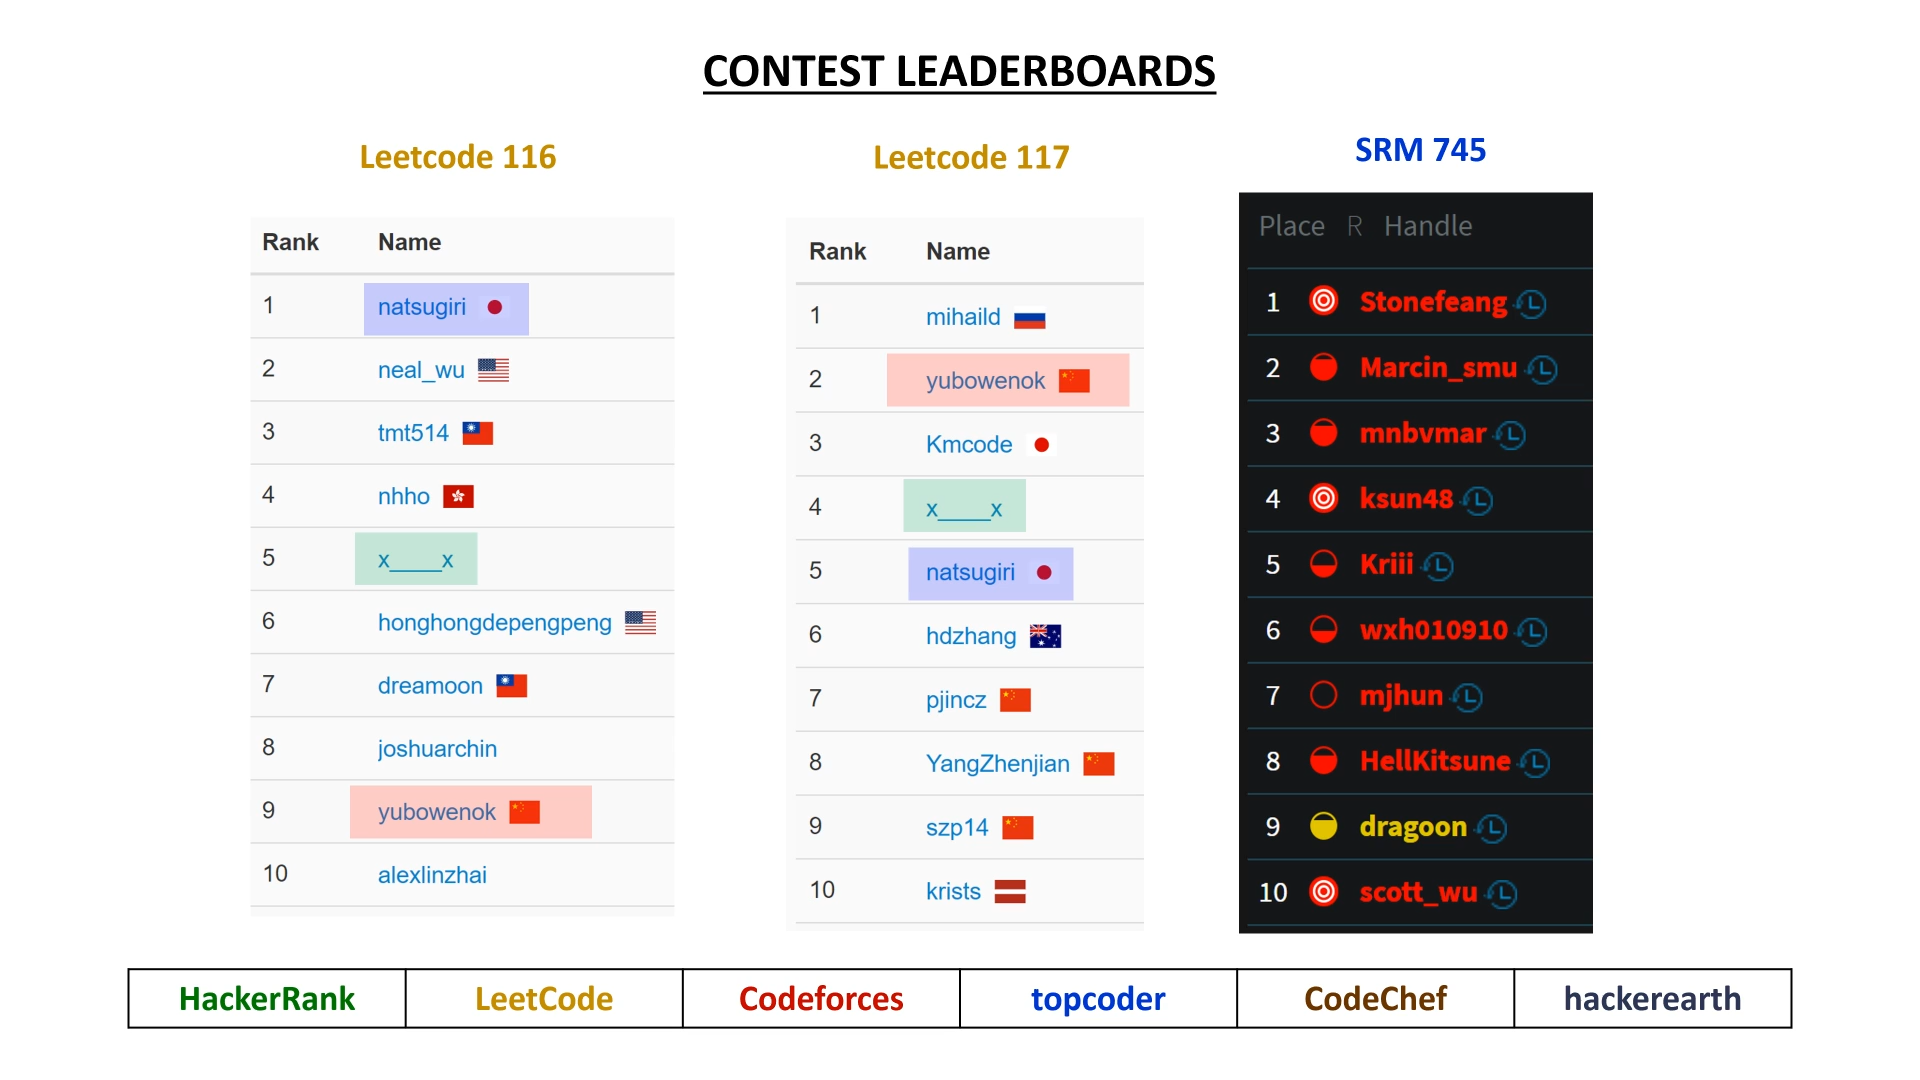 CONTEST LEADERBOARDS
Leetcode 116
Rank Name
1 natsugiri
2 neal_wu
3 tmt514
4 nhho
5 x____x
6 honghongdepengpeng
7 dreamoon
8 joshuarchin
9 yubowenok
10 alexlinzhai
Leetcode 117
Rank Name
1 mihaild
2 yubowenok
3 Kmcode
4 x____x
5 natsugiri
6 hdzhang
7 pjincz
8 YangZhenjian
9 szp14
10 krists
SRM 745
Place R Handle
1 Stonefeang
2 Marcin_smu
3 mnbvmar
4 ksun48
5 Kriii
6 wxh010910
7 mjhun
8 HellKitsune
9 dragoon
10 scott_wu
HackerRank LeetCode Codeforces topcoder CodeChef hackerearth